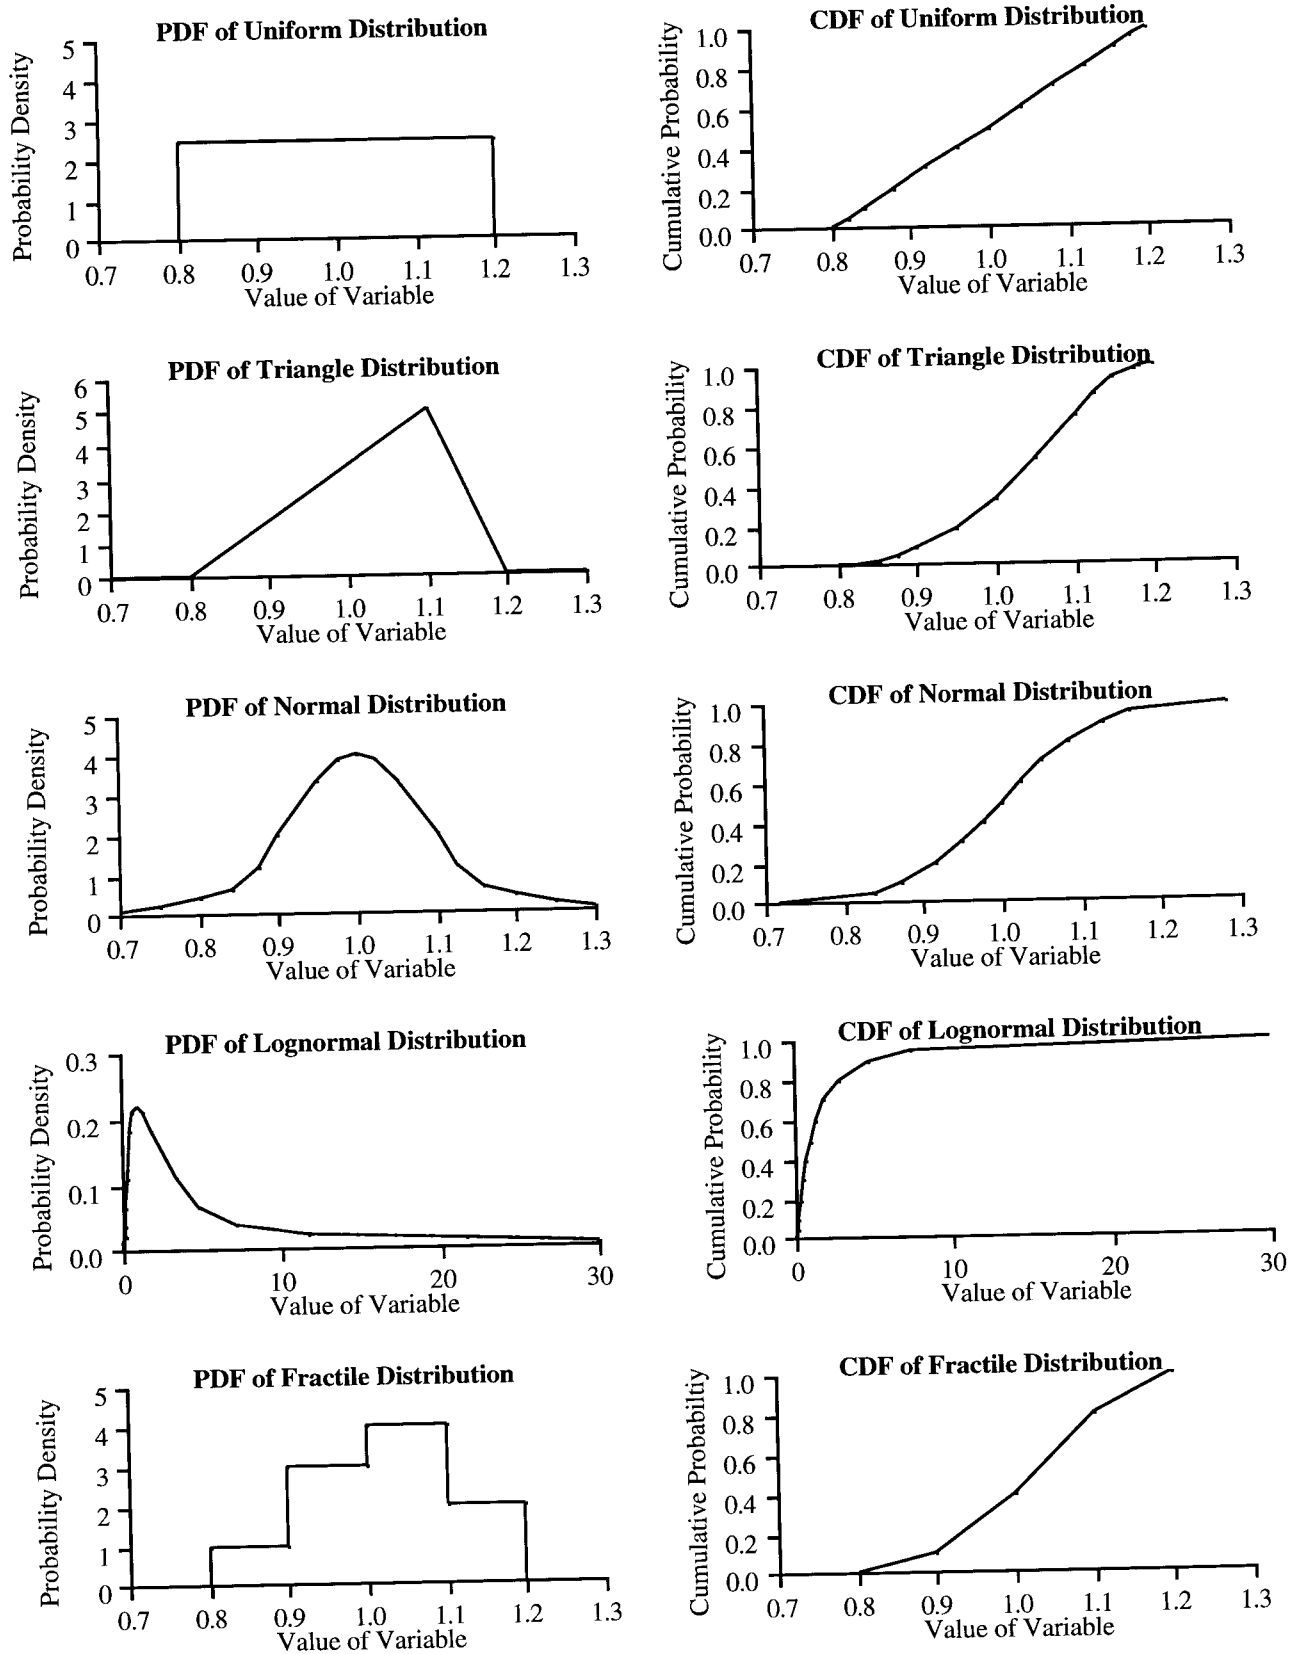 PDF of Uniform Distribution
Probability Density
5
4
3
2
1
0
0.7 0.8 0.9 1.0 1.1 1.2 1.3
Value of Variable
CDF of Uniform Distribution
Cumulative Probability
1.0
0.8
0.6
0.4
0.2
0.0
0.7 0.8 0.9 1.0 1.1 1.2 1.3
Value of Variable
PDF of Triangle Distribution
Probability Density
6
5
4
3
2
1
0
0.7 0.8 0.9 1.0 1.1 1.2 1.3
Value of Variable
CDF of Triangle Distribution
Cumulative Probability
1.0
0.8
0.6
0.4
0.2
0.0
0.7 0.8 0.9 1.0 1.1 1.2 1.3
Value of Variable
PDF of Normal Distribution
Probability Density
5
4
3
2
1
0
0.7 0.8 0.9 1.0 1.1 1.2 1.3
Value of Variable
CDF of Normal Distribution
Cumulative Probability
1.0
0.8
0.6
0.4
0.2
0.0
0.7 0.8 0.9 1.0 1.1 1.2 1.3
Value of Variable
PDF of Lognormal Distribution
Probability Density
0.3
0.2
0.1
0.0
0 10 20 30
Value of Variable
CDF of Lognormal Distribution
Cumulative Probability
1.0
0.8
0.6
0.4
0.2
0.0
0 10 20 30
Value of Variable
PDF of Fractile Distribution
Probability Density
5
4
3
2
1
0
0.7 0.8 0.9 1.0 1.1 1.2 1.3
Value of Variable
CDF of Fractile Distribution
Cumulative Probabiltiy
1.0
0.8
0.6
0.4
0.2
0.0
0.7 0.8 0.9 1.0 1.1 1.2 1.3
Value of Variable